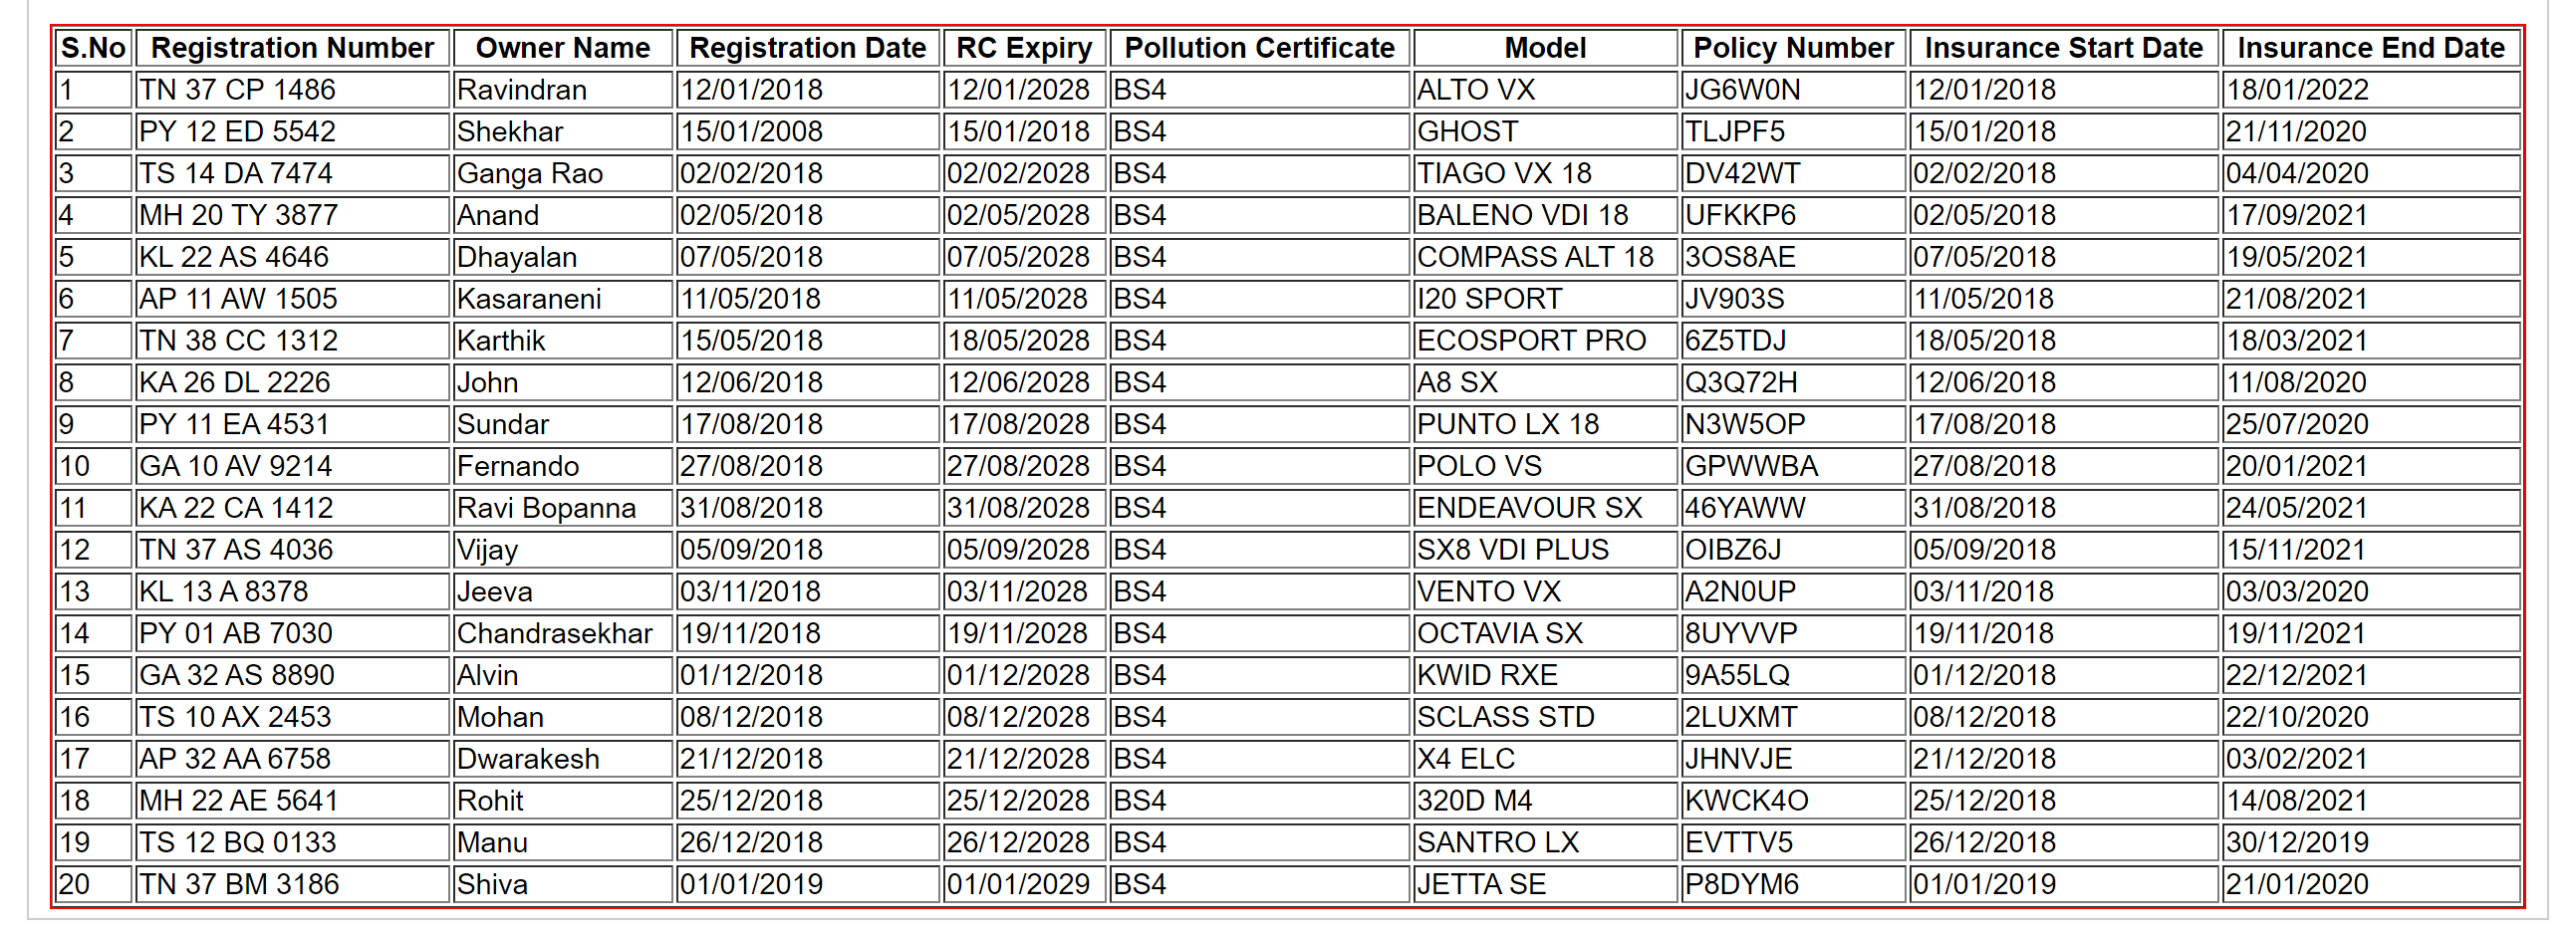 S.No Registration Number Owner Name Registration Date RC Expiry Pollution Certificate Model Policy Number Insurance Start Date Insurance End Date
1 TN 37 CP 1486 Ravindran 12/01/2018 12/01/2028 BS4 ALTO VX JG6W0N 12/01/2018 18/01/2022
2 PY 12 ED 5542 Shekhar 15/01/2008 15/01/2018 BS4 GHOST TLJPF5 15/01/2018 21/11/2020
3 TS 14 DA 7474 Ganga Rao 02/02/2018 02/02/2028 BS4 TIAGO VX 18 DV42WT 02/02/2018 04/04/2020
4 MH 20 TY 3877 Anand 02/05/2018 02/05/2028 BS4 BALENO VDI 18 UFKKP6 02/05/2018 17/09/2021
5 KL 22 AS 4646 Dhayalan 07/05/2018 07/05/2028 BS4 COMPASS ALT 18 3OS8AE 07/05/2018 19/05/2021
6 AP 11 AW 1505 Kasaraneni 11/05/2018 11/05/2028 BS4 I20 SPORT JV903S 11/05/2018 21/08/2021
7 TN 38 CC 1312 Karthik 15/05/2018 18/05/2028 BS4 ECOSPORT PRO 6Z5TDJ 18/05/2018 18/03/2021
8 KA 26 DL 2226 John 12/06/2018 12/06/2028 BS4 A8 SX Q3Q72H 12/06/2018 11/08/2020
9 PY 11 EA 4531 Sundar 17/08/2018 17/08/2028 BS4 PUNTO LX 18 N3W5OP 17/08/2018 25/07/2020
10 GA 10 AV 9214 Fernando 27/08/2018 27/08/2028 BS4 POLO VS GPWWBA 27/08/2018 20/01/2021
11 KA 22 CA 1412 Ravi Bopanna 31/08/2018 31/08/2028 BS4 ENDEAVOUR SX 46YAWW 31/08/2018 24/05/2021
12 TN 37 AS 4036 Vijay 05/09/2018 05/09/2028 BS4 SX8 VDI PLUS OIBZ6J 05/09/2018 15/11/2021
13 KL 13 A 8378 Jeeva 03/11/2018 03/11/2028 BS4 VENTO VX A2N0UP 03/11/2018 03/03/2020
14 PY 01 AB 7030 Chandrasekhar 19/11/2018 19/11/2028 BS4 OCTAVIA SX 8UYVVP 19/11/2018 19/11/2021
15 GA 32 AS 8890 Alvin 01/12/2018 01/12/2028 BS4 KWID RXE 9A55LQ 01/12/2018 22/12/2021
16 TS 10 AX 2453 Mohan 08/12/2018 08/12/2028 BS4 SCLASS STD 2LUXMT 08/12/2018 22/10/2020
17 AP 32 AA 6758 Dwarakesh 21/12/2018 21/12/2028 BS4 X4 ELC JHNVJE 21/12/2018 03/02/2021
18 MH 22 AE 5641 Rohit 25/12/2018 25/12/2028 BS4 320D M4 KWCK4O 25/12/2018 14/08/2021
19 TS 12 BQ 0133 Manu 26/12/2018 26/12/2028 BS4 SANTRO LX EVTTV5 26/12/2018 30/12/2019
20 TN 37 BM 3186 Shiva 01/01/2019 01/01/2029 BS4 JETTA SE P8DYM6 01/01/2019 21/01/2020